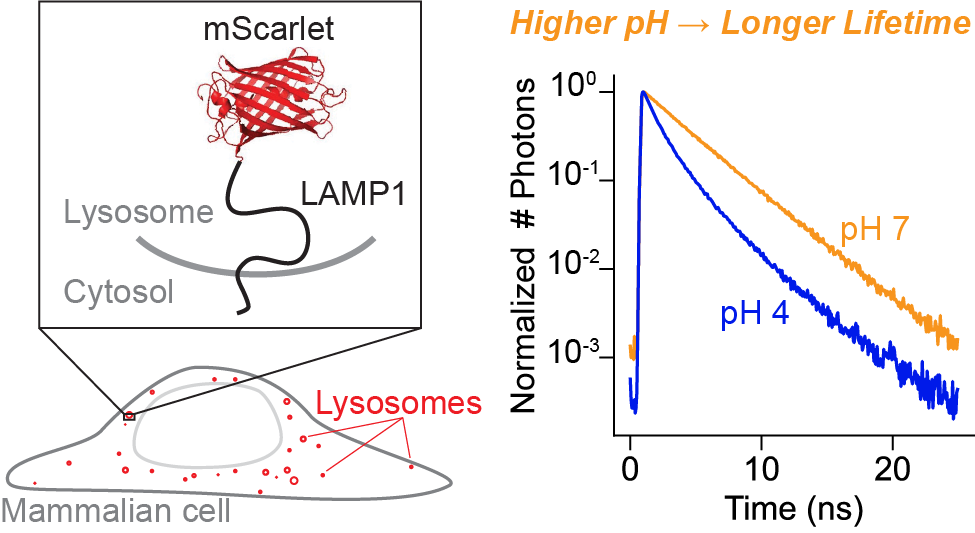 mScarlet
LAMP1
Lysosome
Cytosol
Lysosomes
Mammalian cell
Higher pH → Longer Lifetime
Normalized # Photons
10⁰
10⁻¹
10⁻²
10⁻³
pH 7
pH 4
0
10
20
Time (ns)